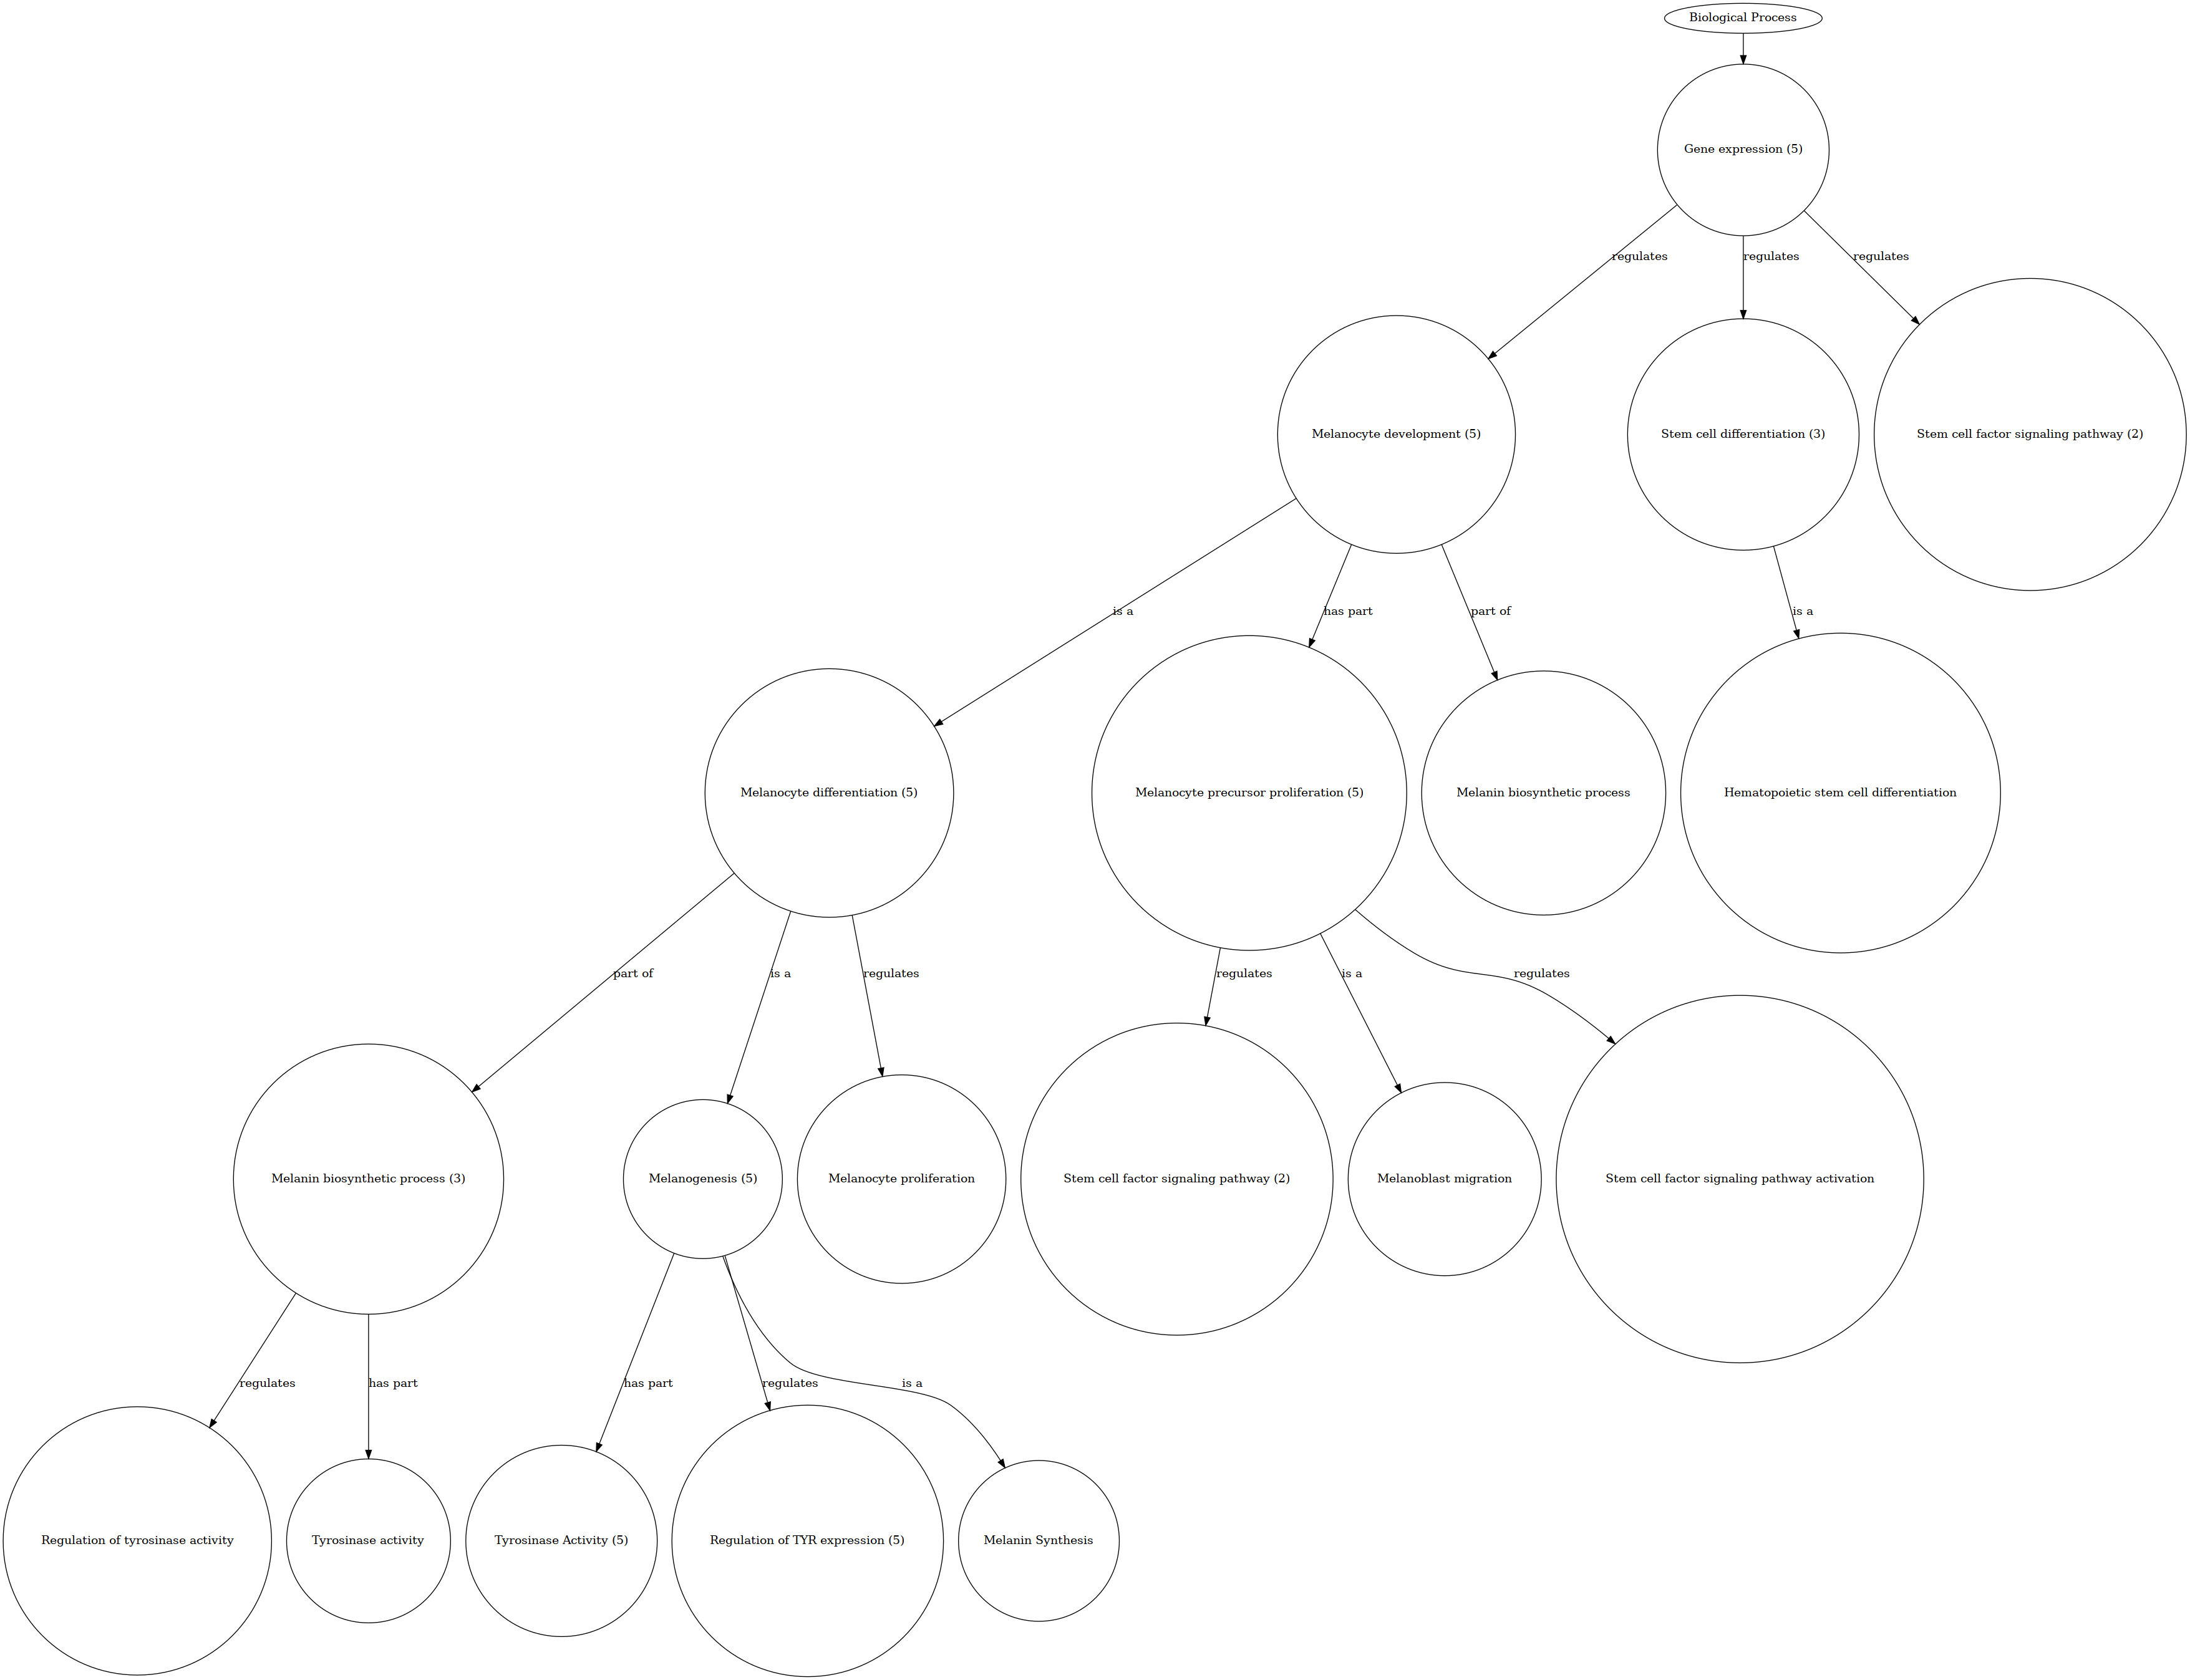 Biological Process
Gene expression (5)
regulates
regulates
regulates
Melanocyte development (5)
Stem cell differentiation (3)
Stem cell factor signaling pathway (2)
is a
has part
part of
is a
Melanocyte differentiation (5)
Melanocyte precursor proliferation (5)
Melanin biosynthetic process
Hematopoietic stem cell differentiation
part of
is a
regulates
regulates
is a
regulates
Melanin biosynthetic process (3)
Melanogenesis (5)
Melanocyte proliferation
Stem cell factor signaling pathway (2)
Melanoblast migration
Stem cell factor signaling pathway activation
regulates
has part
has part
regulates
is a
Regulation of tyrosinase activity
Tyrosinase activity
Tyrosinase Activity (5)
Regulation of TYR expression (5)
Melanin Synthesis